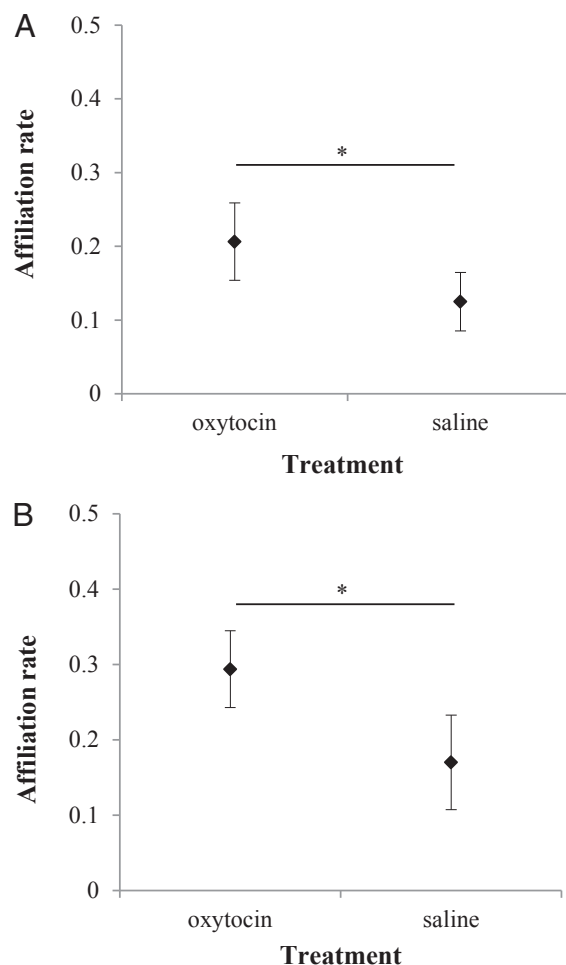 A
0.5
0.4
0.3
0.2
0.1
0
Affiliation rate
*
oxytocin saline
Treatment
B
0.5
0.4
0.3
0.2
0.1
0
Affiliation rate
*
oxytocin saline
Treatment